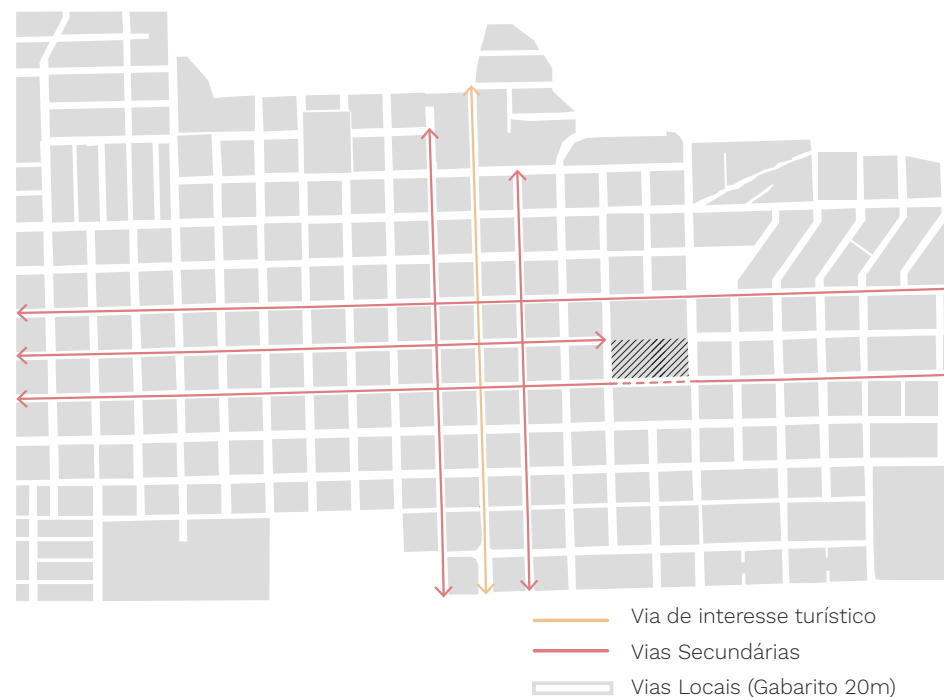 Via de interesse turístico
Vias Secundárias
Vias Locais (Gabarito 20m)